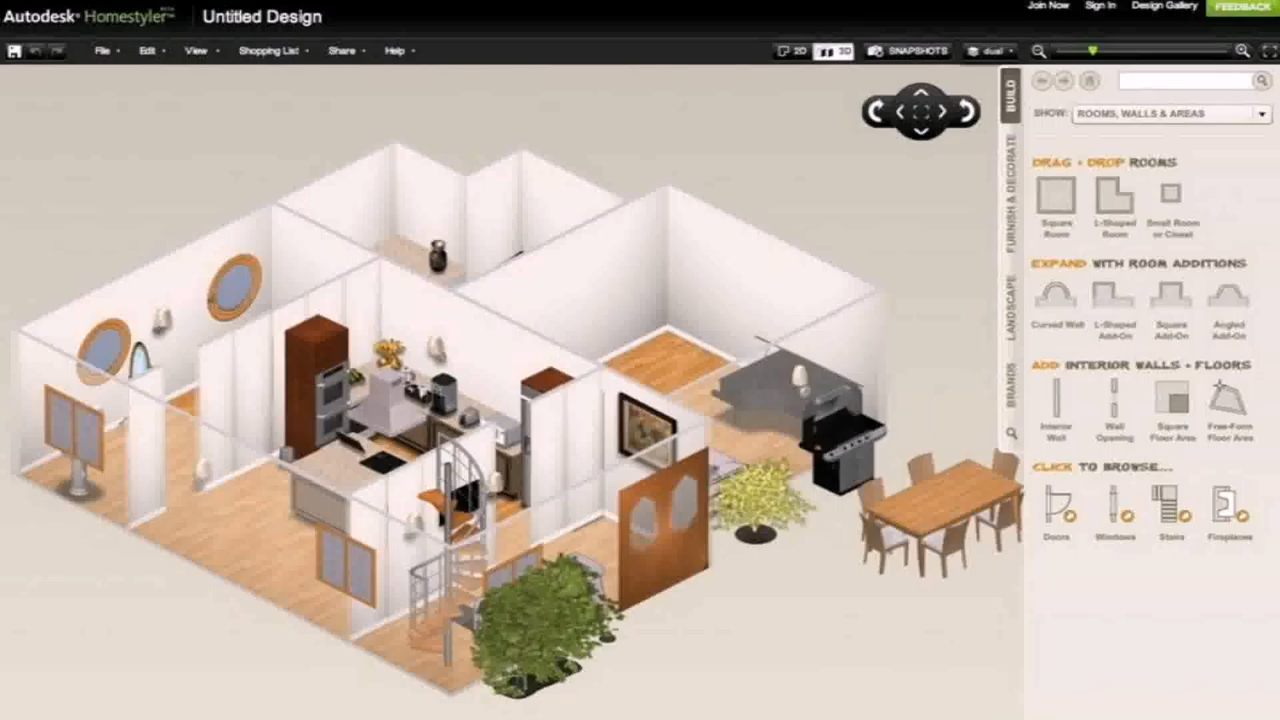 Autodesk® Homestyler™ BETA Untitled Design Join Now Sign In Design Gallery FEEDBACK
File Edit View Shopping List Share Help 2D 3D SNAPSHOTS dual
BUILD
FURNISH & DECORATE
LANDSCAPE
BRANDS
SHOW: ROOMS, WALLS & AREAS
DRAG + DROP ROOMS
Square Room
L-Shaped Room
Small Room or Closet
EXPAND WITH ROOM ADDITIONS
Curved Wall
L-Shaped Add-On
Square Add-On
Angled Add-On
ADD INTERIOR WALLS + FLOORS
Interior Wall
Wall Opening
Square Floor Area
Free-Form Floor Area
CLICK TO BROWSE...
Doors Windows Stairs Fireplaces